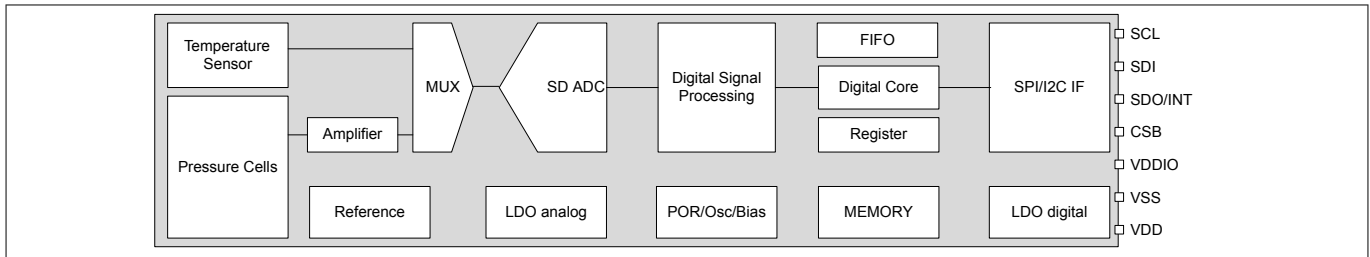 Temperature
Sensor
Pressure Cells
Amplifier
MUX
SD ADC
Digital Signal
Processing
FIFO
Digital Core
Register
SPI/I2C IF
Reference
LDO analog
POR/Osc/Bias
MEMORY
LDO digital
SCL
SDI
SDO/INT
CSB
VDDIO
VSS
VDD